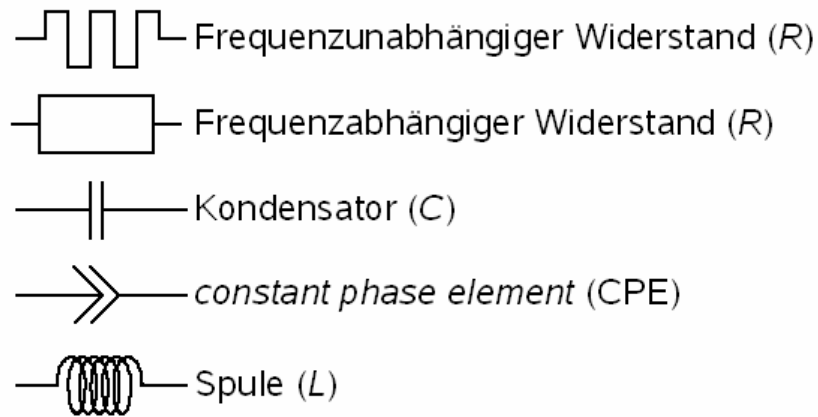 Frequenzunabhängiger Widerstand (R)
Frequenzabhängiger Widerstand (R)
Kondensator (C)
constant phase element (CPE)
Spule (L)